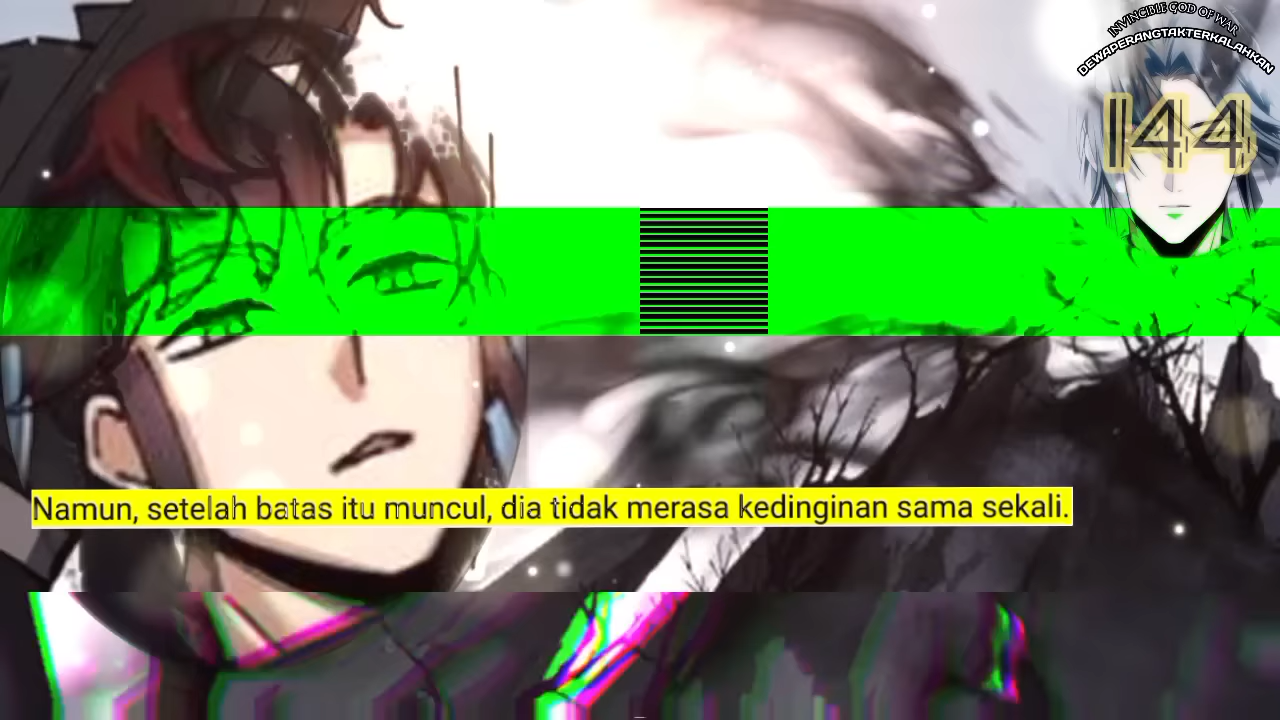 INVINCIBLE GOD OF WAR
DEWAPERANGTAKTERKALAHKAN
144
Namun, setelah batas itu muncul, dia tidak merasa kedinginan sama sekali.